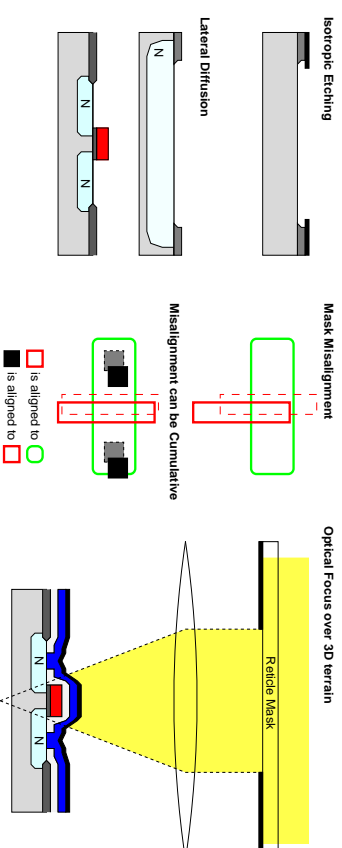 Isotropic Etching
Lateral Diffusion
N
N
N
Mask Misalignment
Misalignment can be Cumulative
is aligned to
is aligned to
Optical Focus over 3D terrain
Reticle Mask
N
N